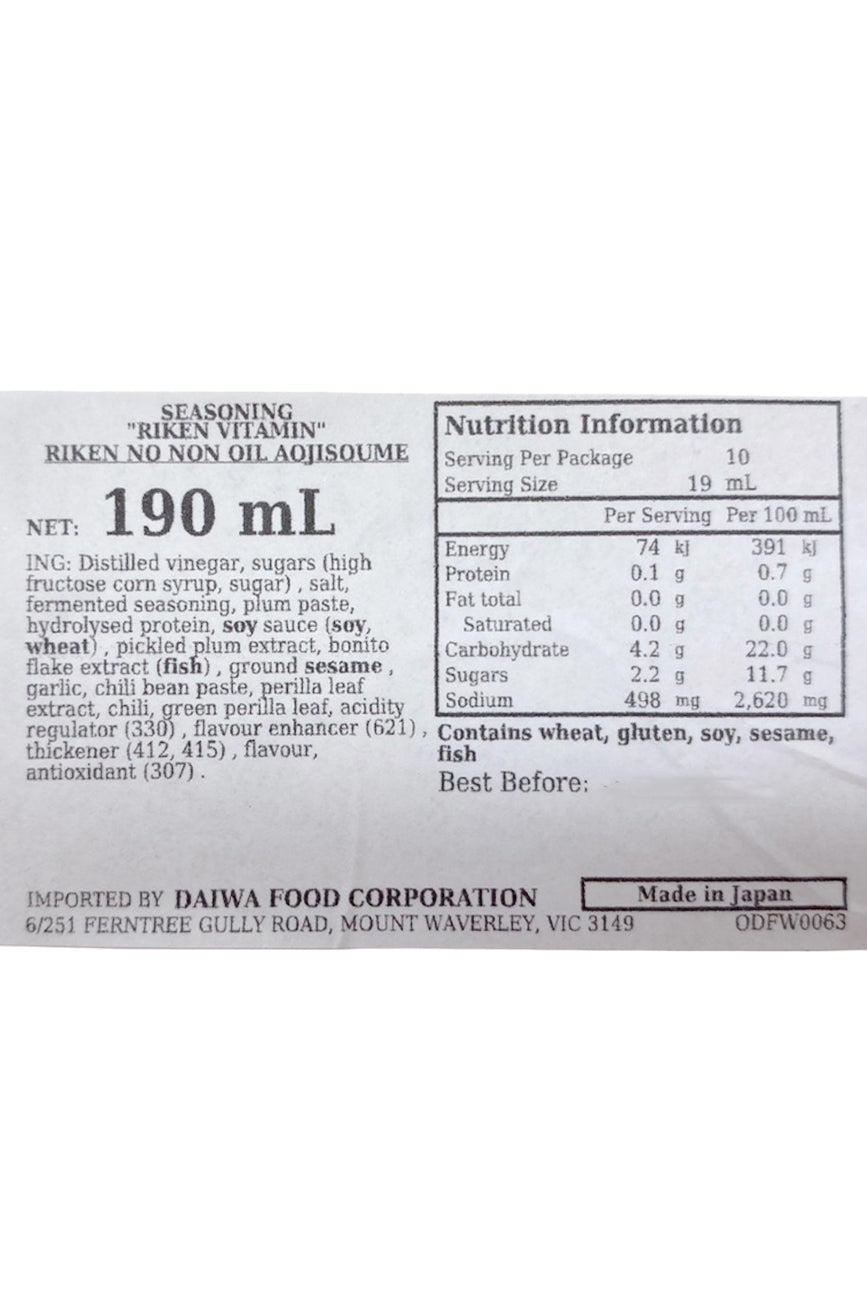 SEASONING
"RIKEN VITAMIN"
RIKEN NO NON OIL AOJISOUME
NET: 190 mL
ING: Distilled vinegar, sugars (high
fructose corn syrup, sugar) , salt,
fermented seasoning, plum paste,
hydrolysed protein, soy sauce (soy,
wheat) , pickled plum extract, bonito
flake extract (fish) , ground sesame ,
garlic, chili bean paste, perilla leaf
extract, chili, green perilla leaf, acidity
regulator (330) , flavour enhancer (621) ,
thickener (412, 415) , flavour,
antioxidant (307) .
Nutrition Information
Serving Per Package 10
Serving Size 19 mL
Per Serving Per 100 mL
Energy 74 kJ 391 kJ
Protein 0.1 g 0.7 g
Fat total 0.0 g 0.0 g
Saturated 0.0 g 0.0 g
Carbohydrate 4.2 g 22.0 g
Sugars 2.2 g 11.7 g
Sodium 498 mg 2,620 mg
Contains wheat, gluten, soy, sesame,
fish
Best Before:
IMPORTED BY DAIWA FOOD CORPORATION
6/251 FERNTREE GULLY ROAD, MOUNT WAVERLEY, VIC 3149
Made in Japan
ODFW0063